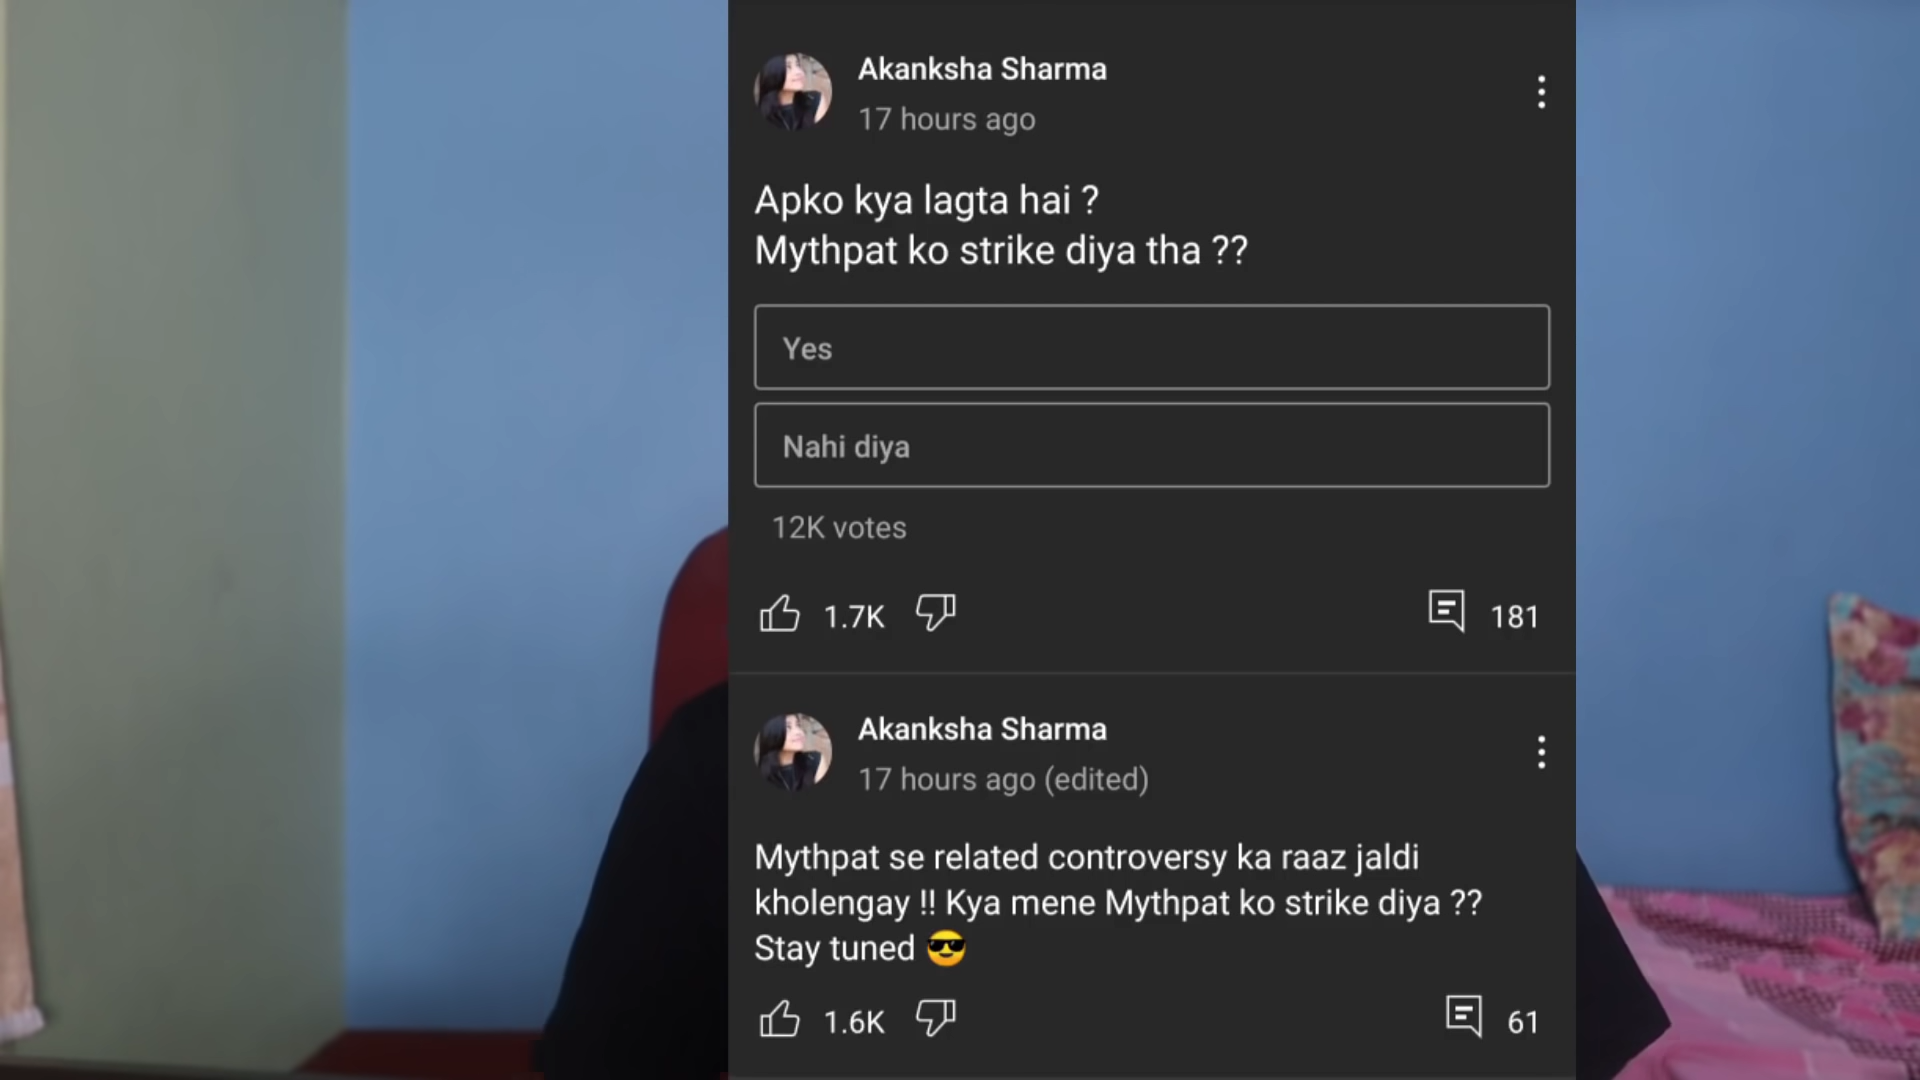 Akanksha Sharma
17 hours ago
Apko kya lagta hai ?
Mythpat ko strike diya tha ??
Yes
Nahi diya
12K votes
1.7K
181
Akanksha Sharma
17 hours ago (edited)
Mythpat se related controversy ka raaz jaldi
kholengay !! Kya mene Mythpat ko strike diya ??
Stay tuned 😎
1.6K
61